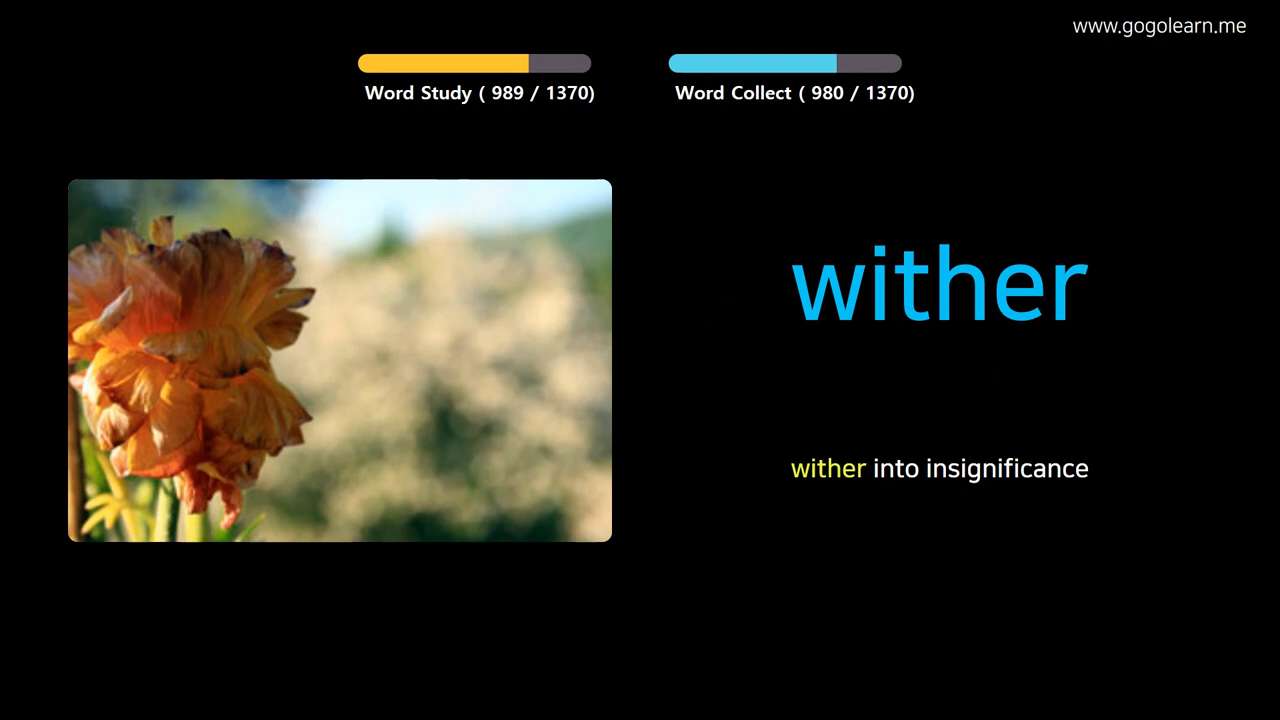 www.gogolearn.me
Word Study ( 989 / 1370)
Word Collect ( 980 / 1370)
wither
wither into insignificance